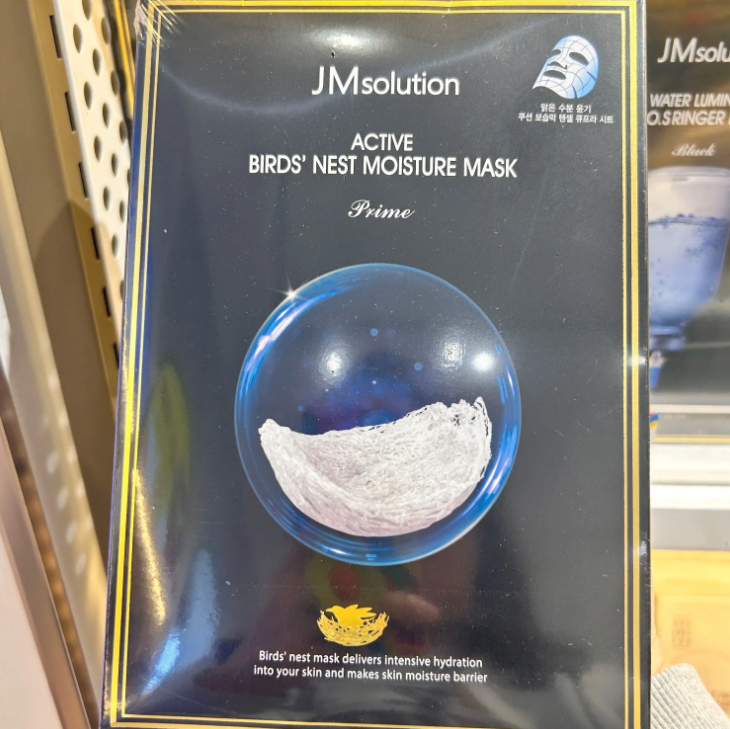 JMsolution
맑은 수분 윤기
쿠션 보습막 텐셀 큐프라 시트
ACTIVE
BIRDS' NEST MOISTURE MASK
Prime
Birds' nest mask delivers intensive hydration
into your skin and makes skin moisture barrier
JMsolu
WATER LUMIN
O.S RINGER
Black